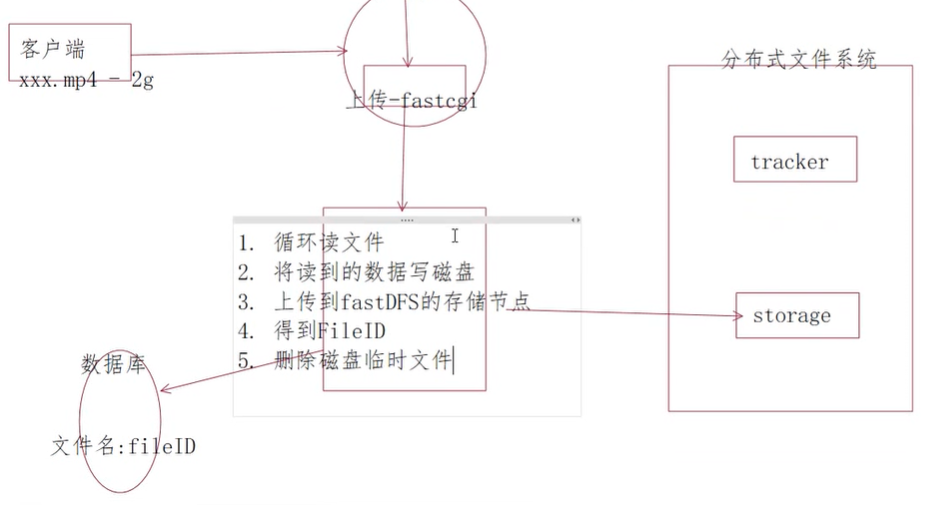 客户端
xxx.mp4 - 2g
上传-fastcgi
分布式文件系统
tracker
storage
1. 循环读文件
2. 将读到的数据写磁盘
3. 上传到fastDFS的存储节点
4. 得到FileID
5. 删除磁盘临时文件
数据库
文件名:fileID